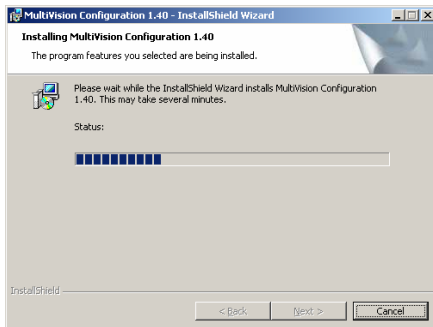 MultiVision Configuration 1.40 - InstallShield Wizard
Installing MultiVision Configuration 1.40
The program features you selected are being installed.
Please wait while the InstallShield Wizard installs MultiVision Configuration
1.40. This may take several minutes.
Status:
InstallShield
< Back Next > Cancel